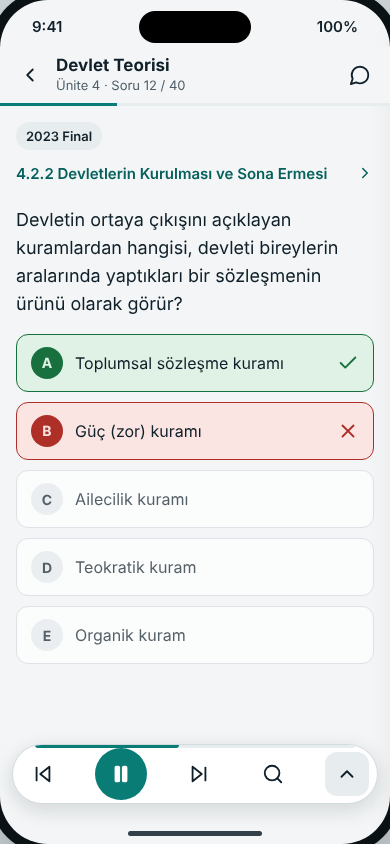 9:41
100%
Devlet Teorisi
Ünite 4 · Soru 12 / 40
2023 Final
4.2.2 Devletlerin Kurulması ve Sona Ermesi
Devletin ortaya çıkışını açıklayan
kuramlardan hangisi, devleti bireylerin
aralarında yaptıkları bir sözleşmenin
ürünü olarak görür?
A Toplumsal sözleşme kuramı
B Güç (zor) kuramı
C Ailecilik kuramı
D Teokratik kuram
E Organik kuram